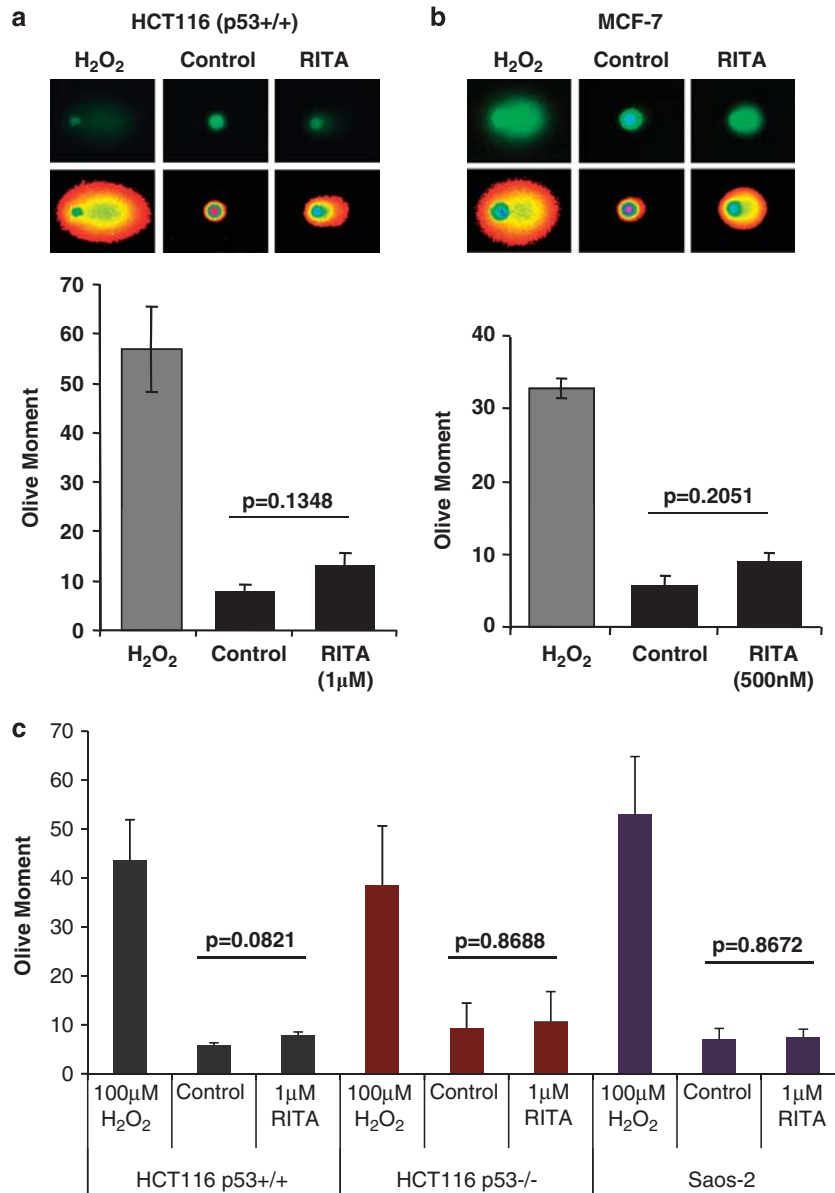 a
HCT116 (p53+/+)
H₂O₂ Control RITA
70
60
50
40
30
20
10
0
Olive Moment
p=0.1348
H₂O₂ Control RITA
(1μM)
b
MCF-7
H₂O₂ Control RITA
40
30
20
10
0
Olive Moment
p=0.2051
H₂O₂ Control RITA
(500nM)
c
70
60
50
40
30
20
10
0
Olive Moment
p=0.0821
p=0.8688
p=0.8672
100μM Control 1μM 100μM Control 1μM 100μM Control 1μM
H₂O₂ RITA H₂O₂ RITA H₂O₂ RITA
HCT116 p53+/+ HCT116 p53-/- Saos-2